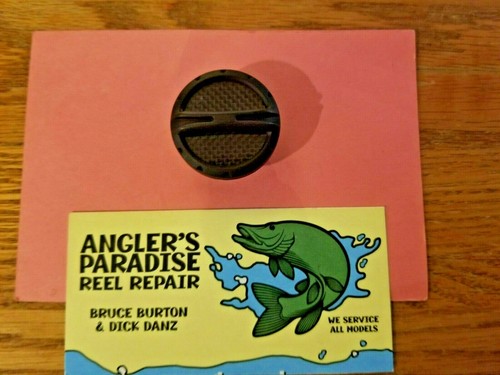 ANGLER'S
PARADISE
REEL REPAIR
BRUCE BURTON
& DICK DANZ
WE SERVICE
ALL MODELS